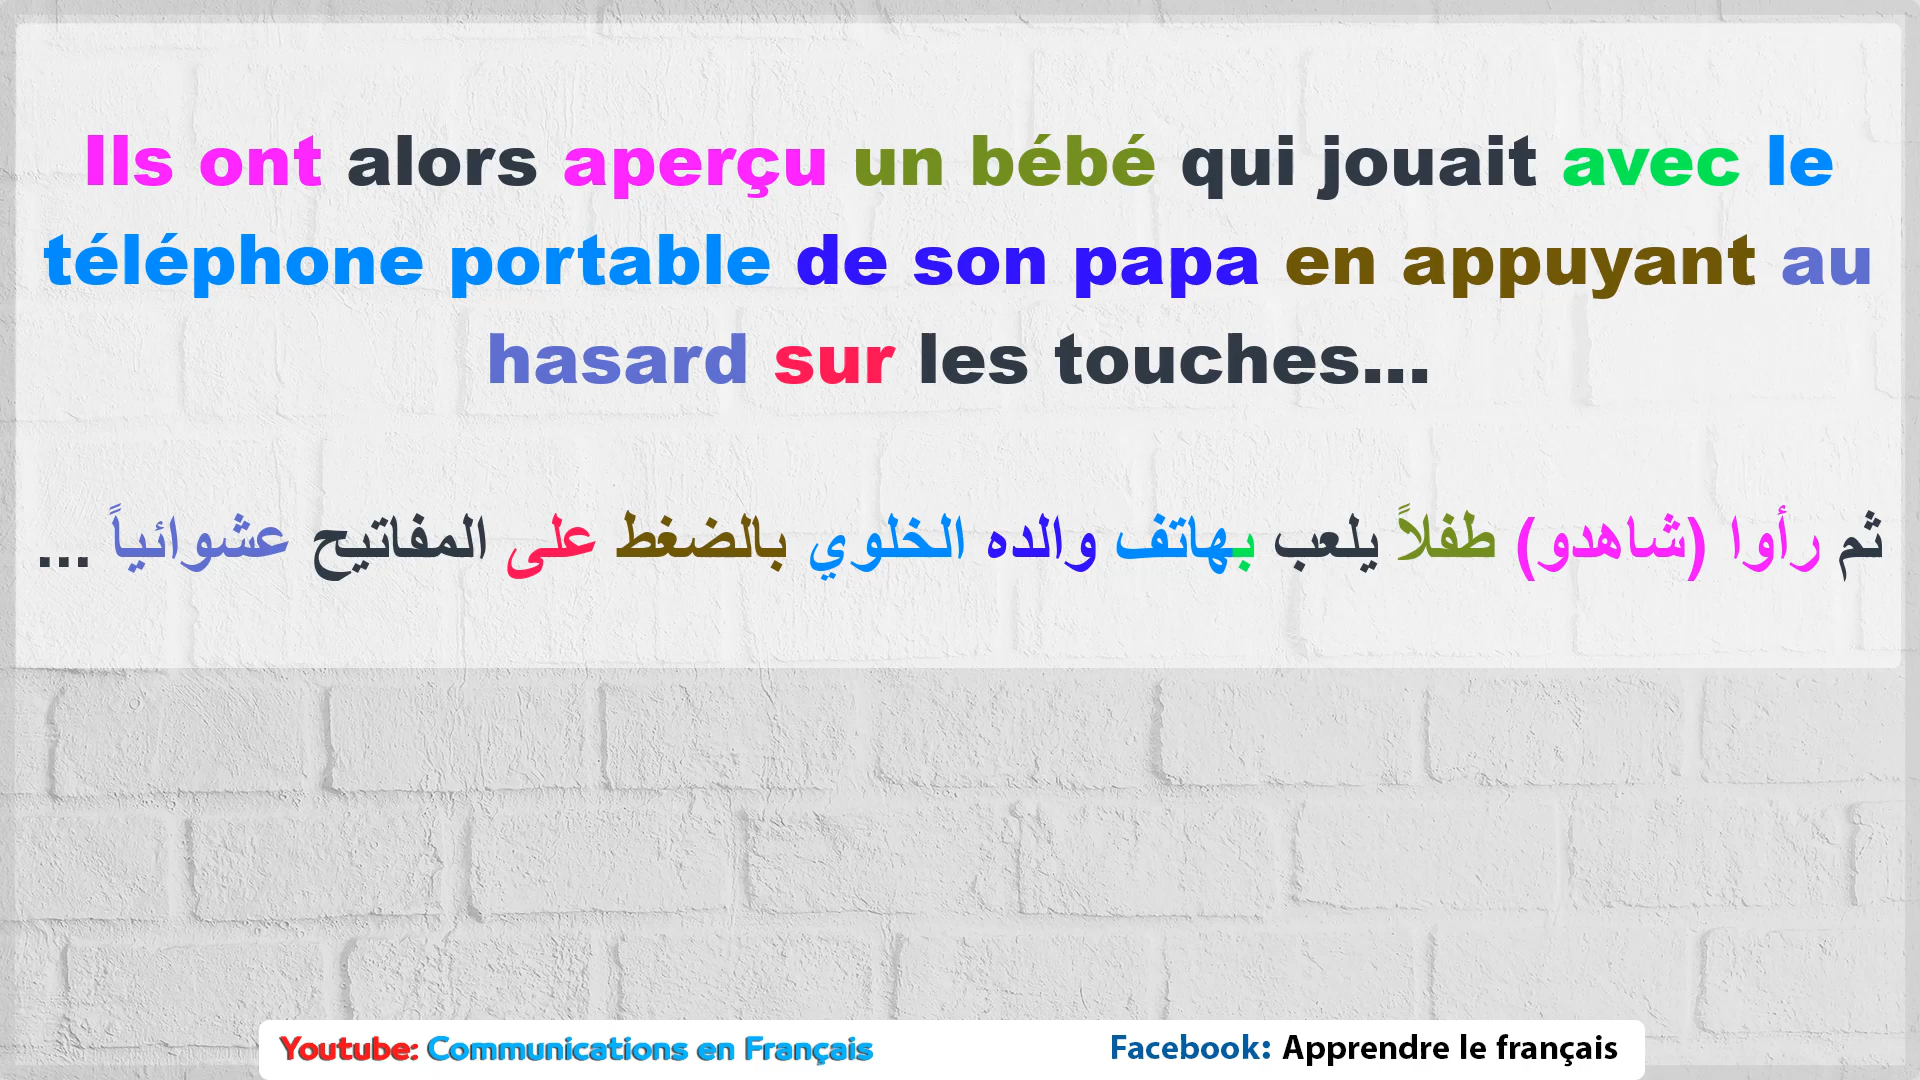 Ils ont alors aperçu un bébé qui jouait avec le
téléphone portable de son papa en appuyant au
hasard sur les touches...
ثم رأوا (شاهدو) طفلاً يلعب بهاتف والده الخلوي بالضغط على المفاتيح عشوائياً ...
Youtube: Communications en Français
Facebook: Apprendre le français